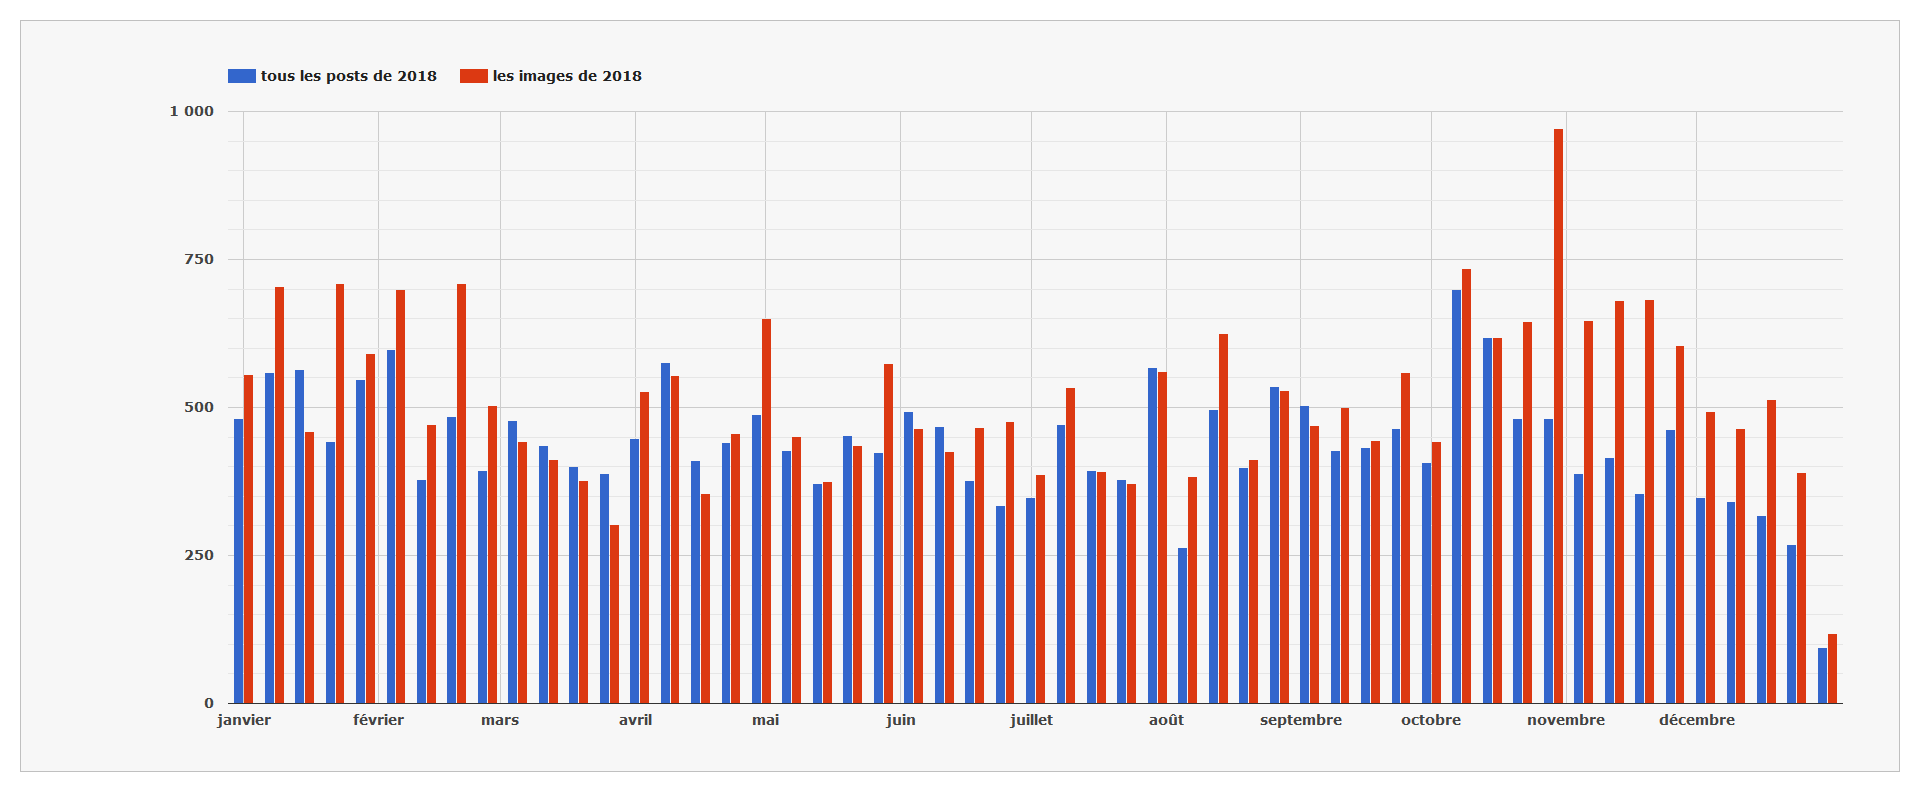 tous les posts de 2018 les images de 2018
1 000
750
500
250
0
janvier février mars avril mai juin juillet août septembre octobre novembre décembre